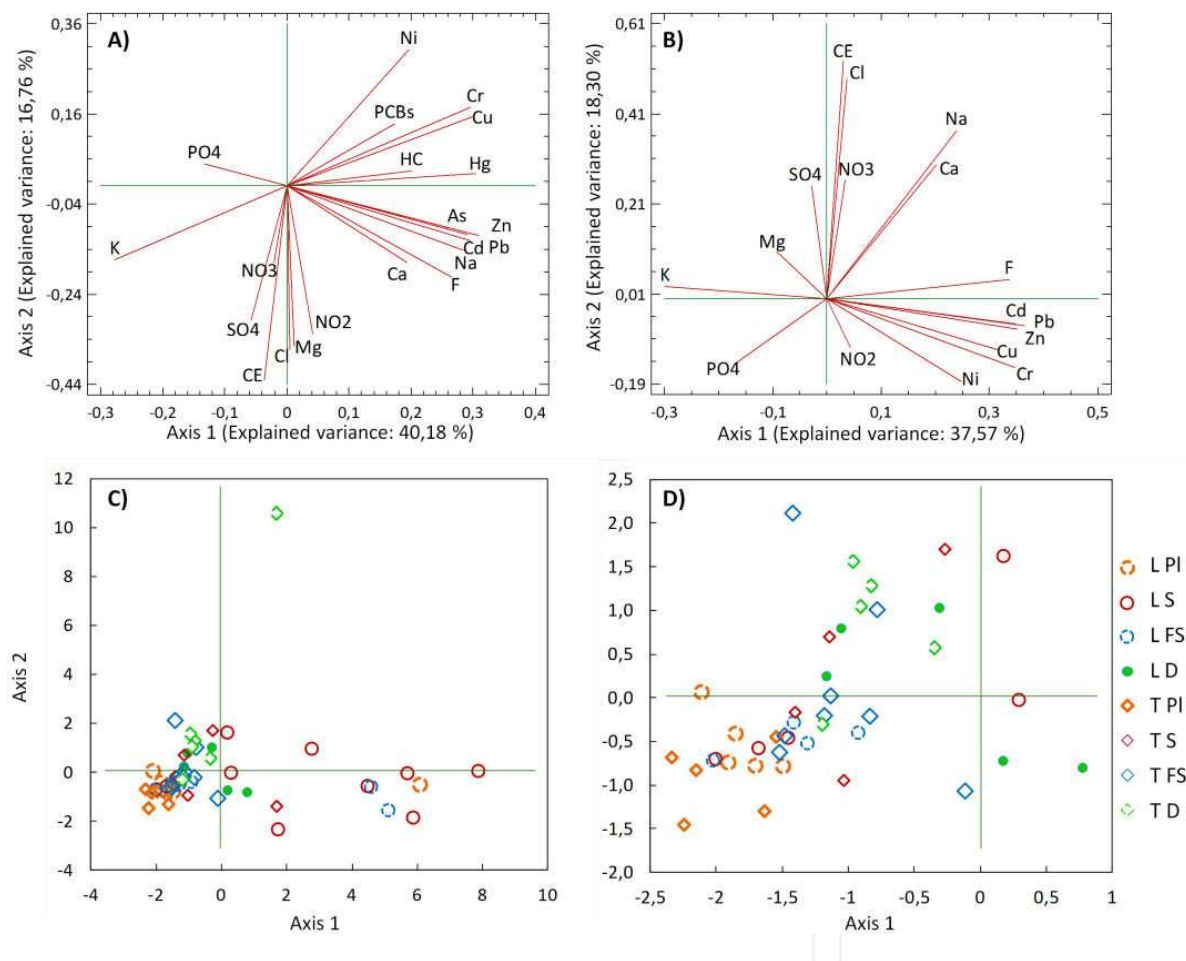 A)
Ni
Cr
Cu
PCBs
PO4
HC
Hg
As
Zn
K
Cd Pb
NO3
Ca
Na
F
SO4
NO2
Cl
Mg
CE
0,36
0,16
-0,04
-0,24
-0,44
Axis 2 (Explained variance: 16,76 %)
-0,3 -0,2 -0,1 0 0,1 0,2 0,3 0,4
Axis 1 (Explained variance: 40,18 %)
B)
CE
Cl
Na
SO4
NO3
Ca
Mg
K
F
Cd
Pb
Zn
PO4
NO2
Cu
Ni
Cr
0,61
0,41
0,21
0,01
-0,19
Axis 2 (Explained variance: 18,30 %)
-0,3 -0,1 0,1 0,3 0,5
Axis 1 (Explained variance: 37,57 %)
C)
12
10
8
6
4
2
0
-2
-4
Axis 2
-4 -2 0 2 4 6 8 10
Axis 1
D)
2,5
2,0
1,5
1,0
0,5
0,0
-0,5
-1,0
-1,5
-2,0
-2,5 -2 -1,5 -1 -0,5 0 0,5 1
Axis 1
L Pl
L S
L FS
L D
T Pl
T S
T FS
T D